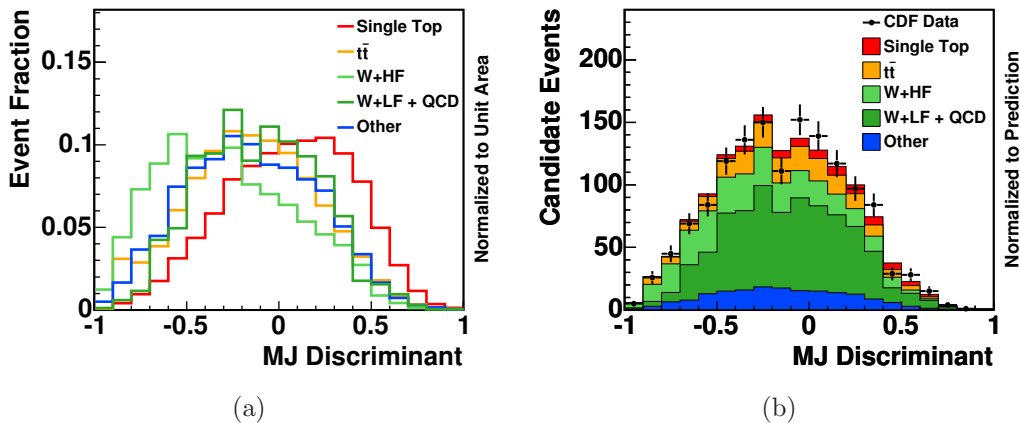 Event Fraction
0.15
0.1
0.05
0
-1
-0.5
0
0.5
1
MJ Discriminant
Single Top
tt̄
W+HF
W+LF + QCD
Other
Normalized to Unit Area
(a)
Candidate Events
200
150
100
50
0
-1
-0.5
0
0.5
1
MJ Discriminant
CDF Data
Single Top
tt̄
W+HF
W+LF + QCD
Other
Normalized to Prediction
(b)